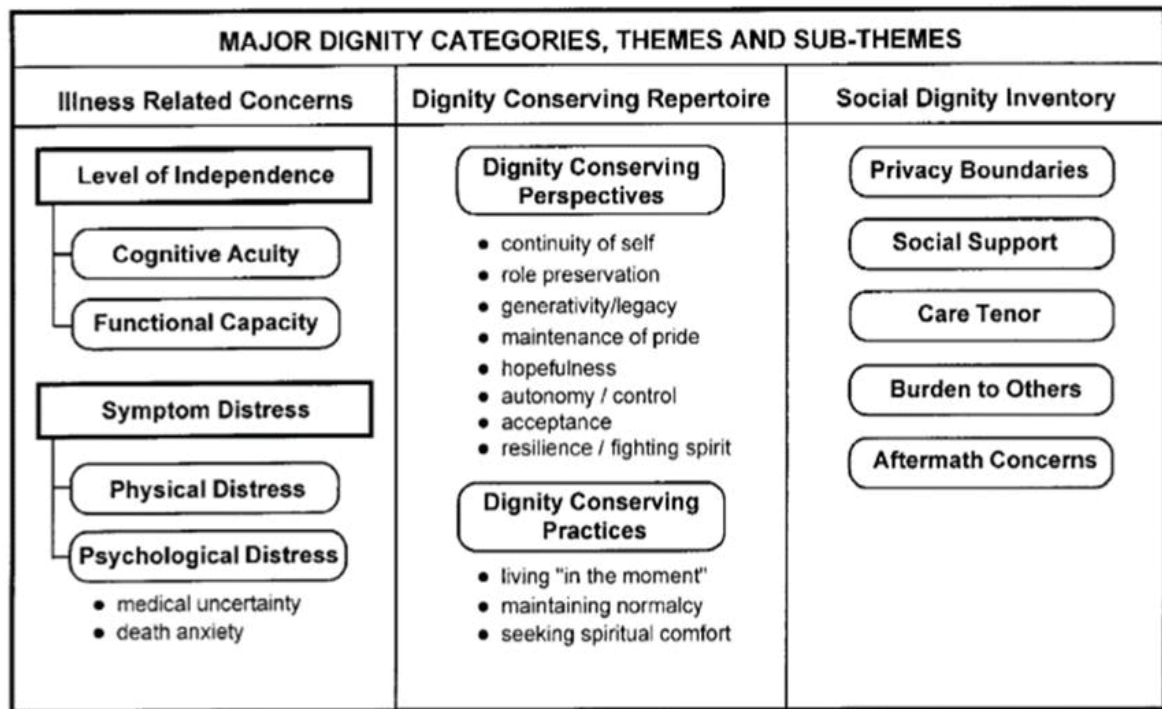 MAJOR DIGNITY CATEGORIES, THEMES AND SUB-THEMES
Illness Related Concerns
Level of Independence
Cognitive Acuity
Functional Capacity
Symptom Distress
Physical Distress
Psychological Distress
● medical uncertainty
● death anxiety
Dignity Conserving Repertoire
Dignity Conserving
Perspectives
● continuity of self
● role preservation
● generativity/legacy
● maintenance of pride
● hopefulness
● autonomy / control
● acceptance
● resilience / fighting spirit
Dignity Conserving
Practices
● living "in the moment"
● maintaining normalcy
● seeking spiritual comfort
Social Dignity Inventory
Privacy Boundaries
Social Support
Care Tenor
Burden to Others
Aftermath Concerns